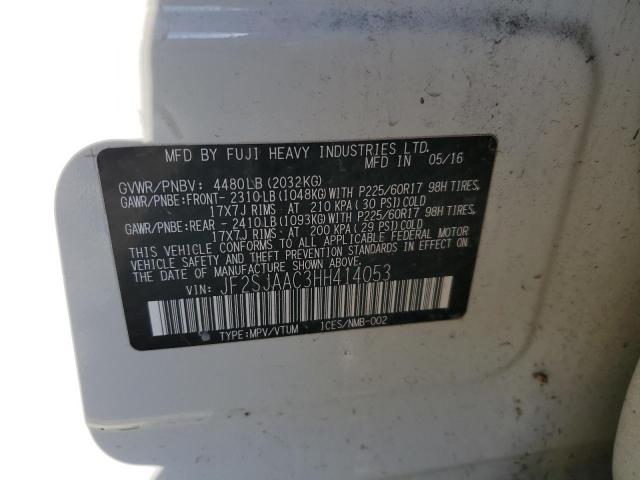 MFD BY FUJI HEAVY INDUSTRIES LTD.
MFD IN 05/16
GVWR/PNBV: 4480LB(2032KG)
GAWR/PNBE:FRONT-2310LB(1048KG)WITH P225/60R17 98H TIRES,
17X7J RIMS AT 210 KPA (30 PSI)COLD
GAWR/PNBE:REAR -2410LB(1093KG)WITH P225/60R17 98H TIRES,
17X7J RIMS AT 200 KPA (29 PSI)COLD
THIS VEHICLE CONFORMS TO ALL APPLICABLE FEDERAL MOTOR
VEHICLE SAFETY AND THEFT PREVENTION STANDARDS IN EFFECT ON
THE DATE OF MANUFACTURE SHOWN ABOVE.
VIN: JF2SJAAC3HH414053
TYPE:MPV/VTUM ICES/NMB-002